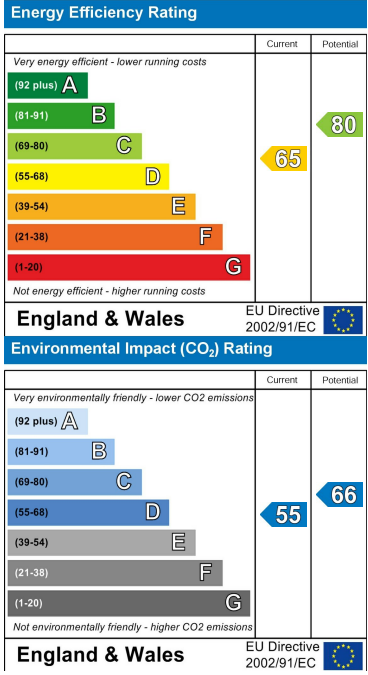 Energy Efficiency Rating
Current Potential
Very energy efficient - lower running costs
(92 plus) A
(81-91) B
(69-80) C
(55-68) D
(39-54) E
(21-38) F
(1-20) G
65
80
Not energy efficient - higher running costs
England & Wales
EU Directive
2002/91/EC
Environmental Impact (CO₂) Rating
Current Potential
Very environmentally friendly - lower CO2 emissions
(92 plus) A
(81-91) B
(69-80) C
(55-68) D
(39-54) E
(21-38) F
(1-20) G
55
66
Not environmentally friendly - higher CO2 emissions
England & Wales
EU Directive
2002/91/EC